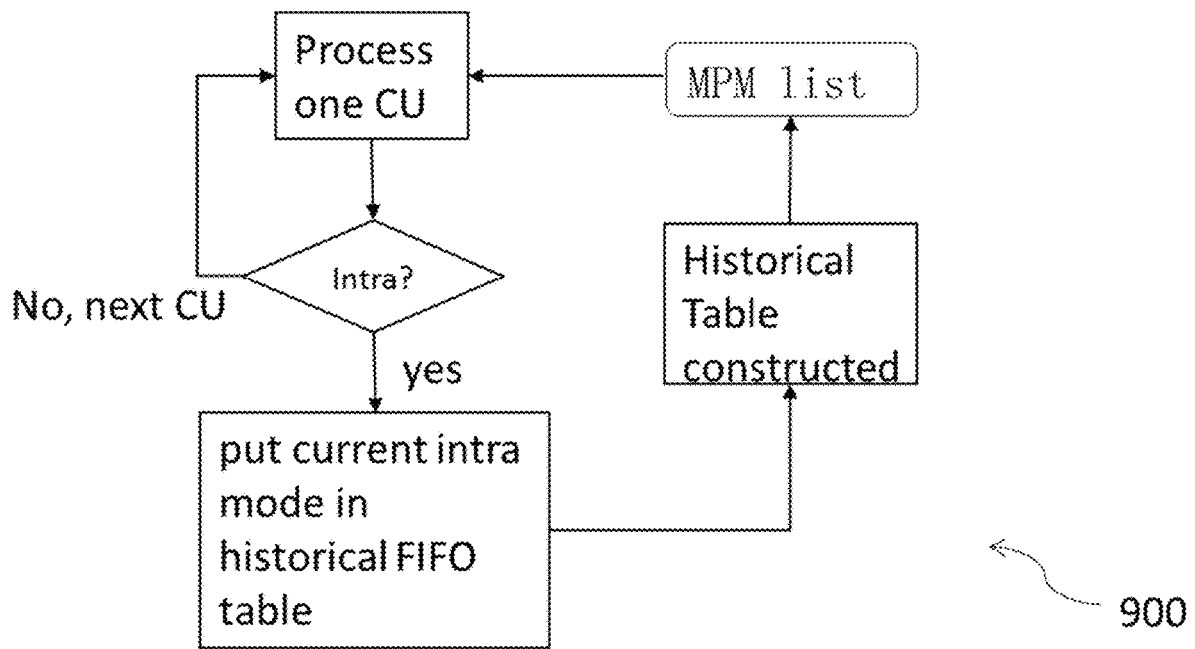 Process
one CU
MPM list
Intra?
No, next CU
yes
Historical
Table
constructed
put current intra
mode in
historical FIFO
table
900